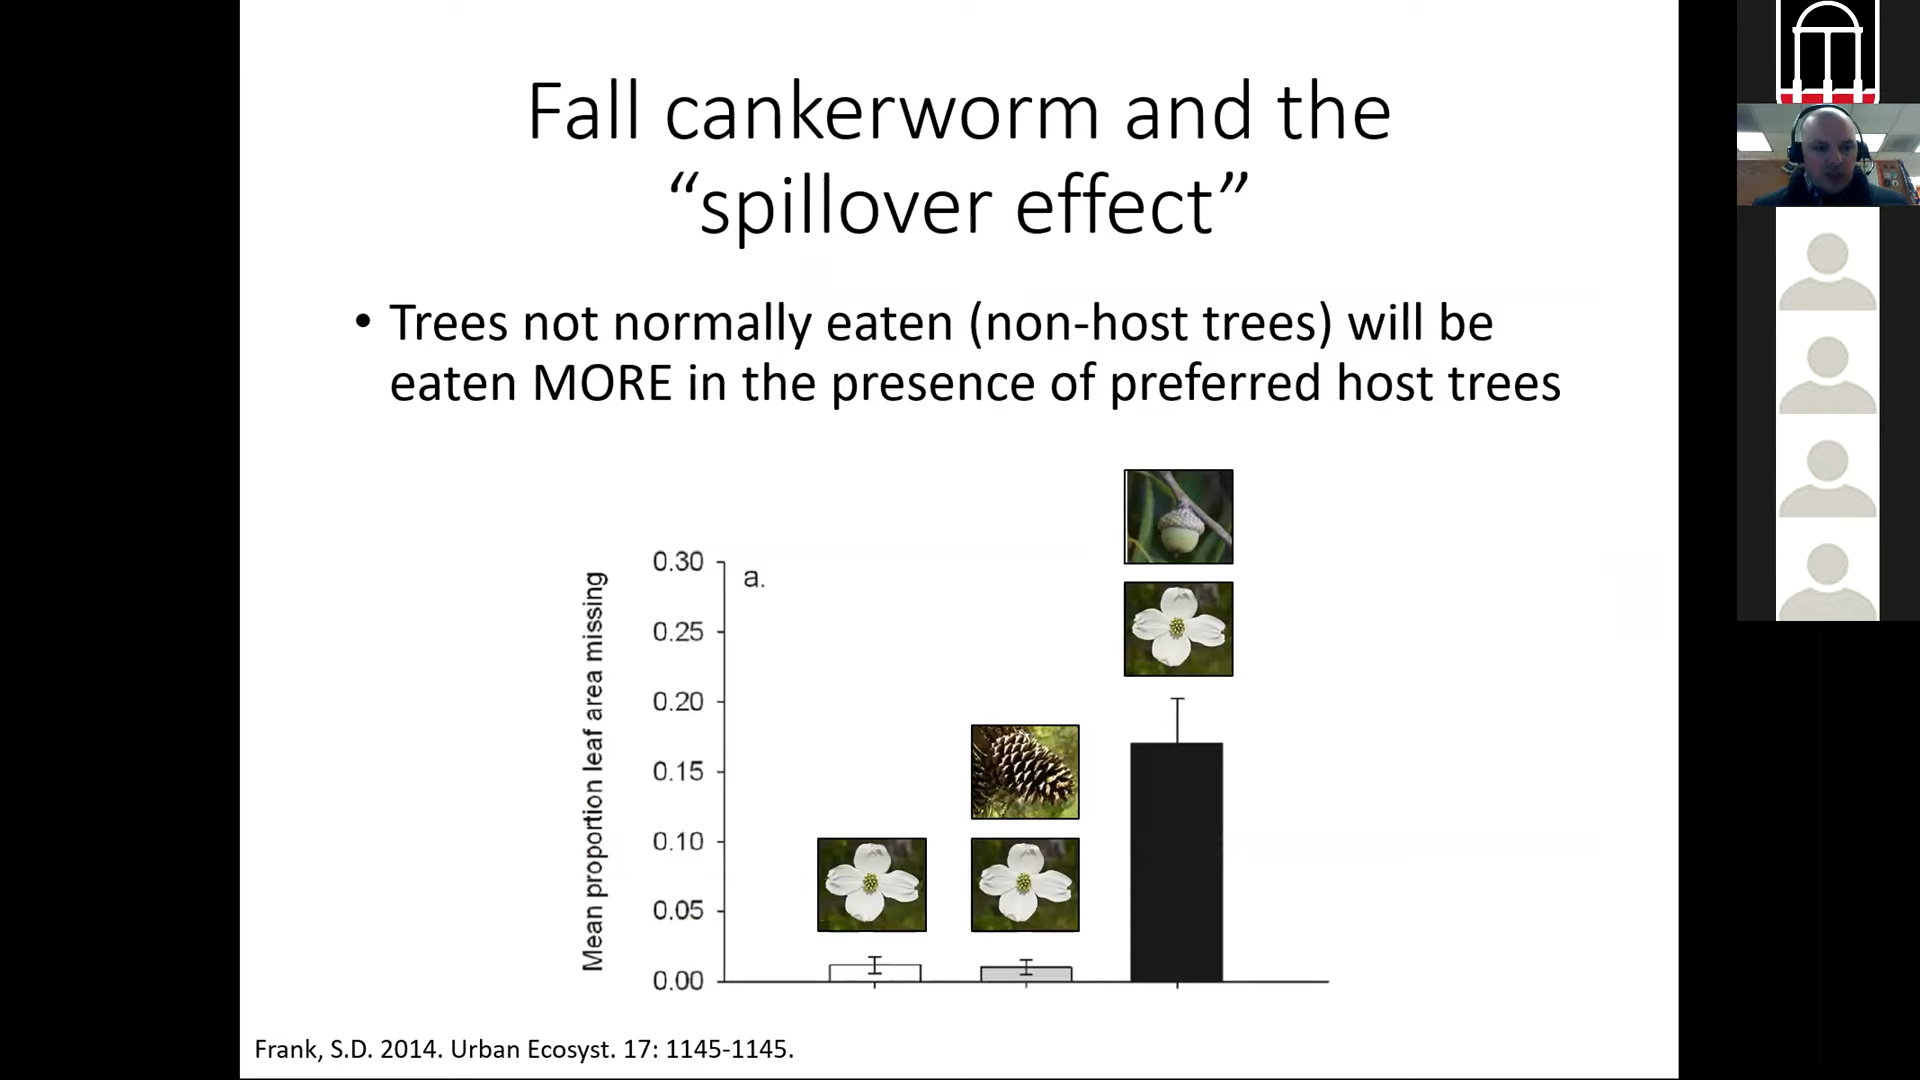 Fall cankerworm and the
“spillover effect”
• Trees not normally eaten (non-host trees) will be
eaten MORE in the presence of preferred host trees
Mean proportion leaf area missing
0.30
0.25
0.20
0.15
0.10
0.05
0.00
a.
Frank, S.D. 2014. Urban Ecosyst. 17: 1145-1145.